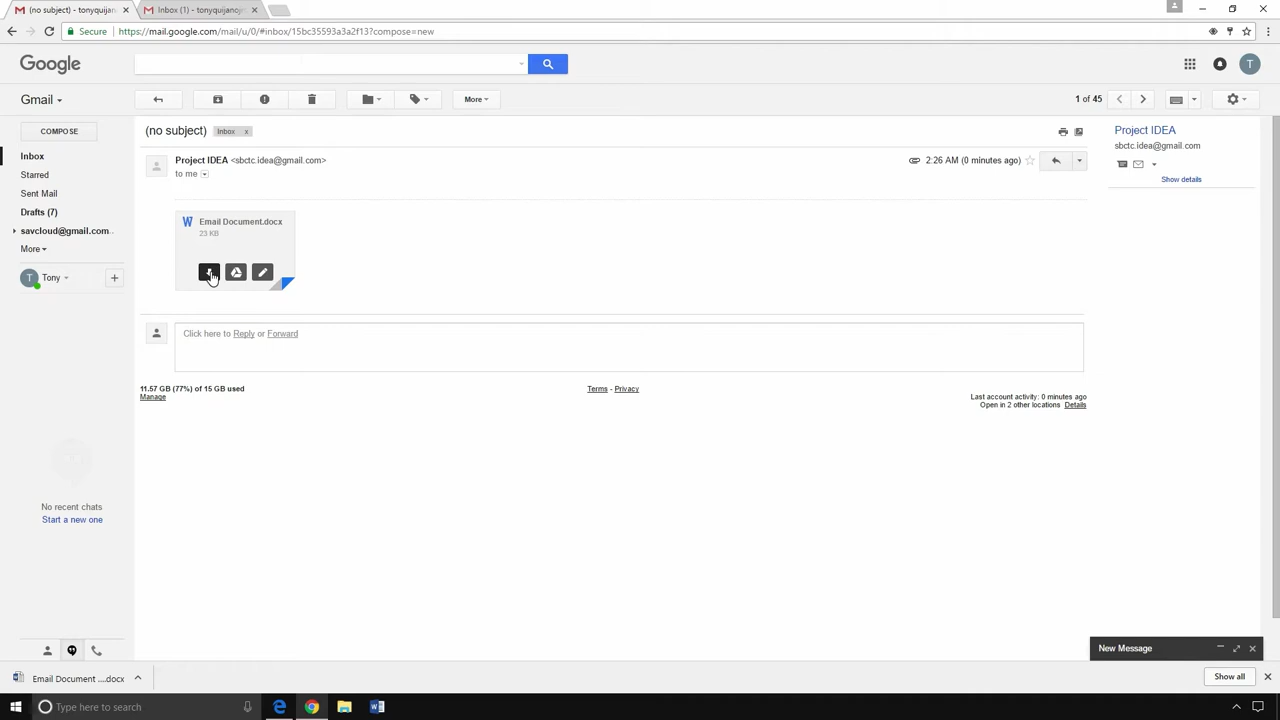 (no subject) - tonyquijan
Inbox (1) - tonyquijanoj
Secure
https://mail.google.com/mail/u/0/#inbox/15bc35593a3a2f13?compose=new
Google
T
Gmail
More
1 of 45
COMPOSE
(no subject)
Inbox x
Project IDEA
Inbox
Project IDEA <sbctc.idea@gmail.com>
2:26 AM (0 minutes ago)
sbctc.idea@gmail.com
Starred
to me
Show details
Sent Mail
Drafts (7)
W Email Document.docx
savcloud@gmail.com.
23 KB
More
T Tony
Click here to Reply or Forward
11.57 GB (77%) of 15 GB used
Manage
Terms - Privacy
Last account activity: 0 minutes ago
Open in 2 other locations Details
No recent chats
Start a new one
New Message
Email Document ....docx
Show all
Type here to search